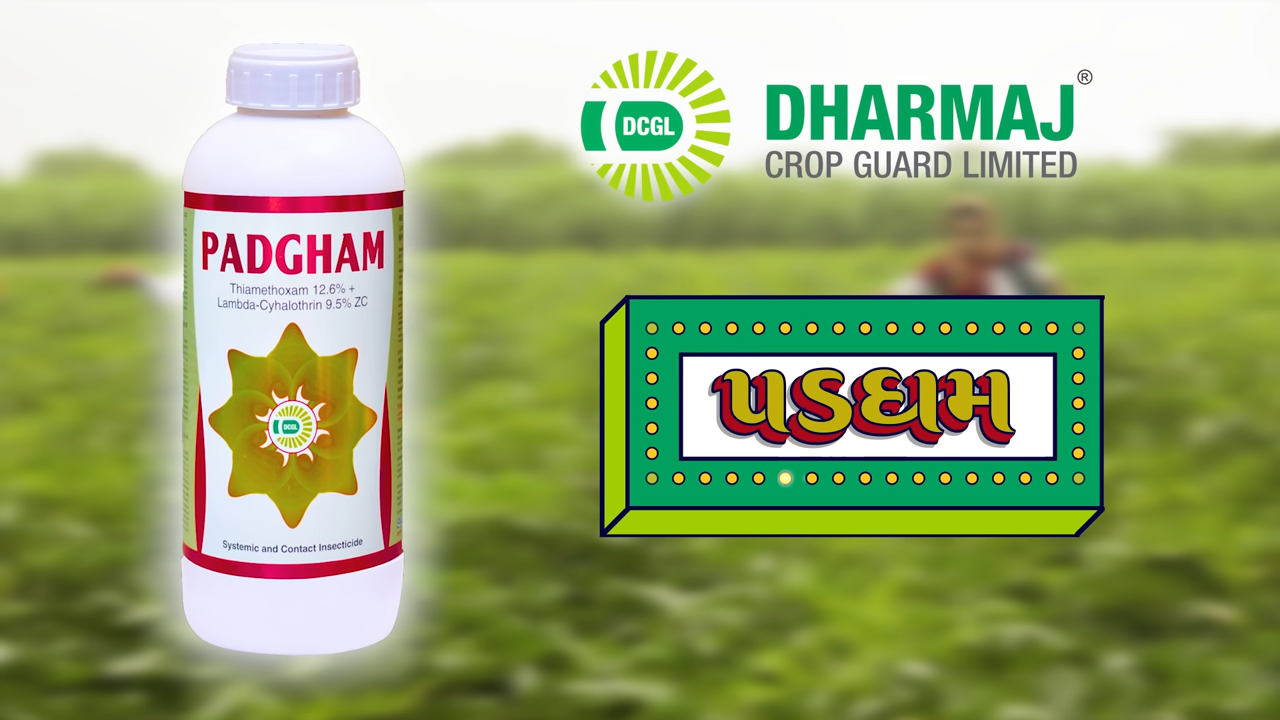 PADGHAM
Thiamethoxam 12.6% +
Lambda-Cyhalothrin 9.5% ZC
DCGL
Systemic and Contact Insecticide
DCGL
DHARMAJ®
CROP GUARD LIMITED
પડઘામ